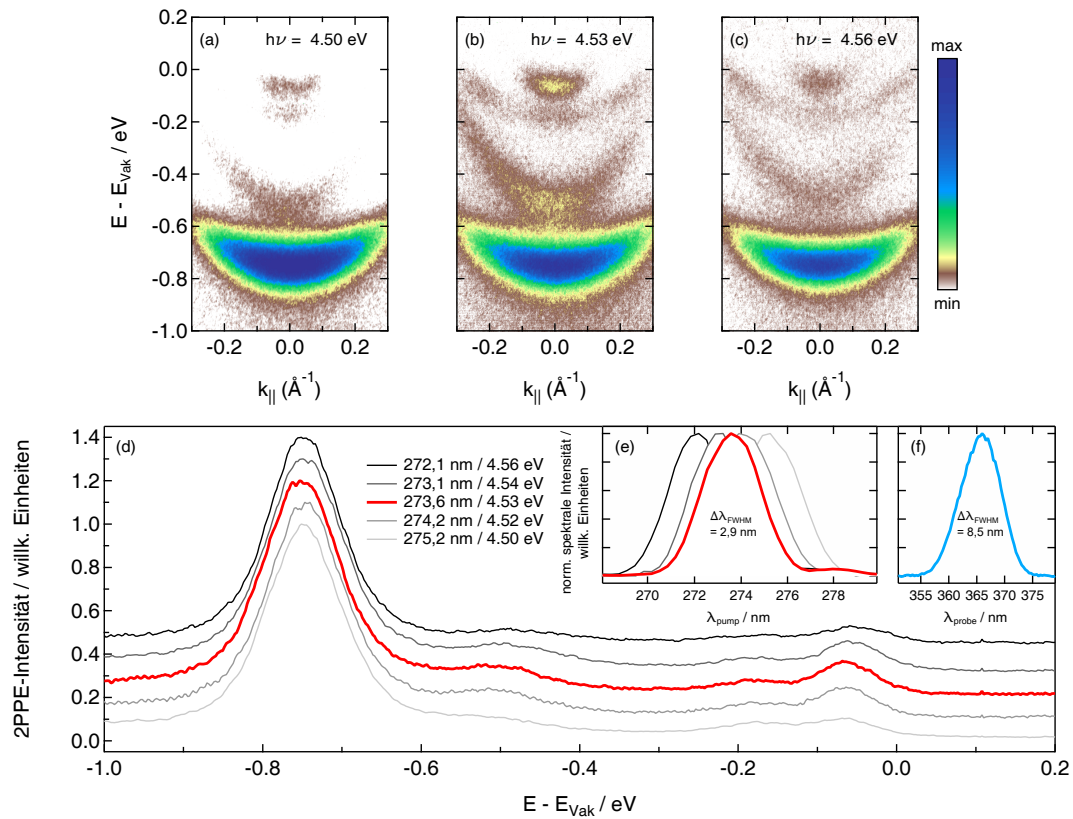 (a) hν = 4.50 eV
(b) hν = 4.53 eV
(c) hν = 4.56 eV
max
min
E - E_Vak / eV
0.2
0.0
-0.2
-0.4
-0.6
-0.8
-1.0
-0.2 0.0 0.2
-0.2 0.0 0.2
-0.2 0.0 0.2
k_|| (Å⁻¹)
k_|| (Å⁻¹)
k_|| (Å⁻¹)
2PPE-Intensität / willk. Einheiten
1.4
1.2
1.0
0.8
0.6
0.4
0.2
0.0
(d)
272,1 nm / 4.56 eV
273,1 nm / 4.54 eV
273,6 nm / 4.53 eV
274,2 nm / 4.52 eV
275,2 nm / 4.50 eV
norm. spektrale Intensität /
willk. Einheiten
(e)
Δλ_FWHM
= 2,9 nm
270 272 274 276 278
λ_pump / nm
(f)
Δλ_FWHM
= 8,5 nm
355 360 365 370 375
λ_probe / nm
-1.0 -0.8 -0.6 -0.4 -0.2 0.0 0.2
E - E_Vak / eV